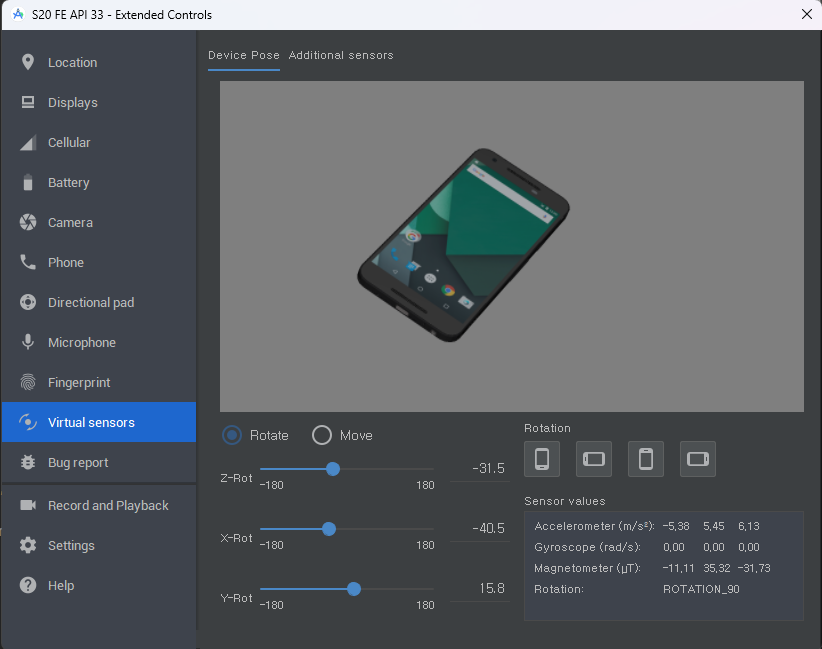 S20 FE API 33 - Extended Controls
Location
Displays
Cellular
Battery
Camera
Phone
Directional pad
Microphone
Fingerprint
Virtual sensors
Bug report
Record and Playback
Settings
Help
Device Pose Additional sensors
Rotate Move
Z-Rot -180 180 -31.5
X-Rot -180 180 -40.5
Y-Rot -180 180 15.8
Rotation
Sensor values
Accelerometer (m/s²): -5,38 5,45 6,13
Gyroscope (rad/s): 0,00 0,00 0,00
Magnetometer (μT): -11,11 35,32 -31,73
Rotation: ROTATION_90